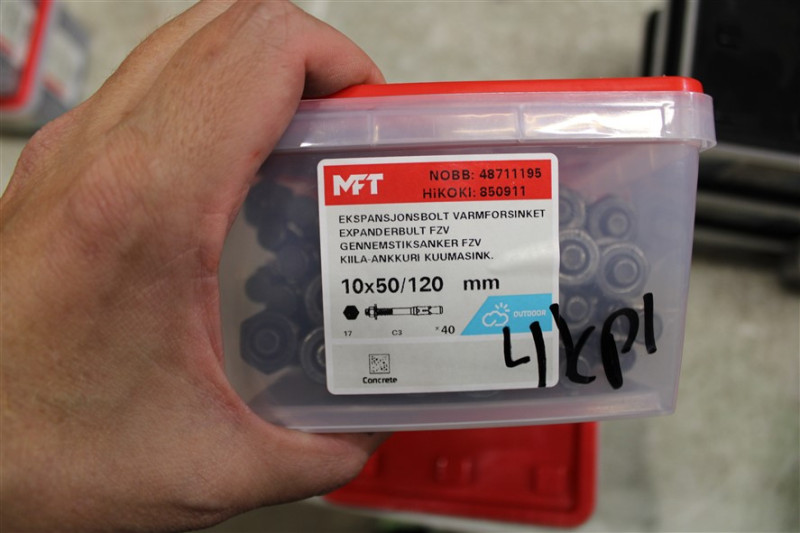 MFT
NOBB: 48711195
HiKOKI: 850911
EKSPANSJONSBOLT VARMFORSINKET
EXPANDERBULT FZV
GENNEMSTIKSANKER FZV
KIILA-ANKKURI KUUMASINK.
10x50/120 mm
OUTDOOR
17 C3 * 40
4kpl
Concrete